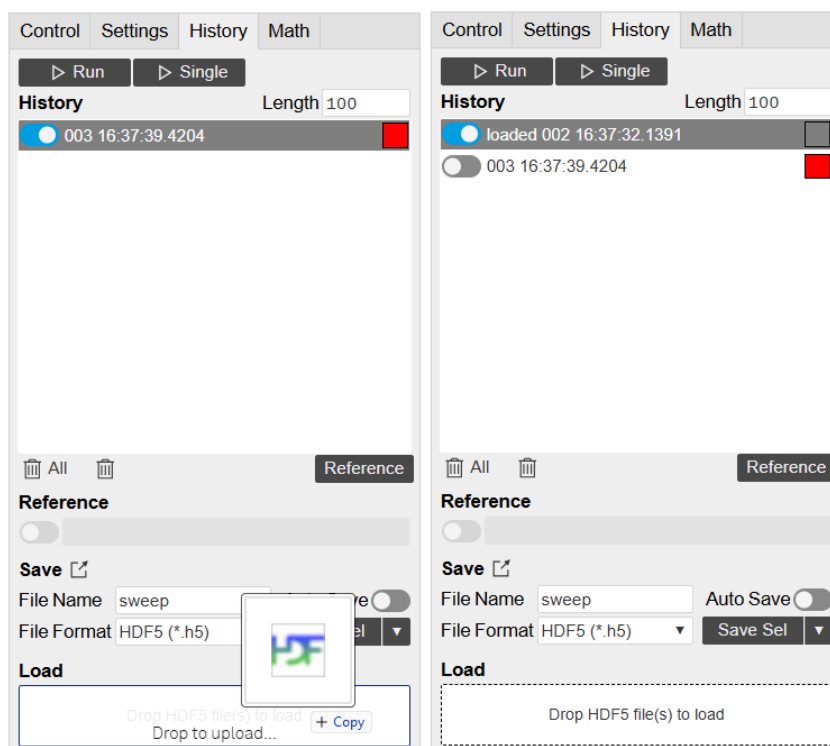 Control Settings History Math
Run Single
History Length 100
003 16:37:39.4204
All Reference
Reference
Save
File Name sweep
File Format HDF5 (*.h5)
HDF
Load
Drop HDF5 file(s) to load
+ Copy
Drop to upload...
Control Settings History Math
Run Single
History Length 100
loaded 002 16:37:32.1391
003 16:37:39.4204
All Reference
Reference
Save
File Name sweep Auto Save
File Format HDF5 (*.h5) Save Sel
Load
Drop HDF5 file(s) to load